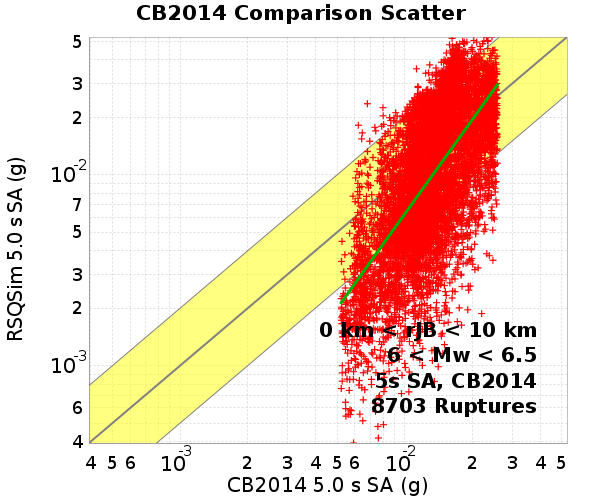 CB2014 Comparison Scatter
5
3
2
10-2
7
5
3
2
10-3
6
4
RSQSim 5.0 s SA (g)
0 km < rJB < 10 km
6 < Mw < 6.5
5s SA, CB2014
8703 Ruptures
4 5 6 10-3 2 3 4 5 6 10-2 2 3 4 5
CB2014 5.0 s SA (g)